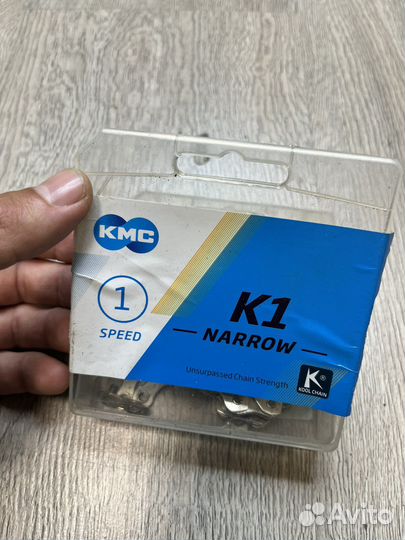 KMC
1
SPEED
K1
NARROW
Unsurpassed Chain Strength
K®
KOOL CHAIN
Avito